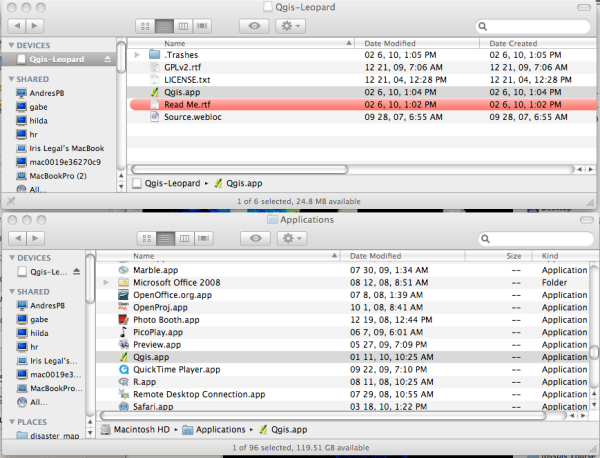 Qgis-Leopard
Name Date Modified Date Created
DEVICES
Qgis-Leopard
SHARED
AndresPB
gabe
hilda
hr
Iris Legal's MacBook
mac0019e36270c9
MacBookPro (2)
All...
.Trashes 02 6, 10, 1:05 PM 02 6, 10, 1:05 PM
GPLv2.rtf 12 21, 09, 7:06 AM 12 21, 09, 7:06 AM
LICENSE.txt 12 21, 04, 12:28 PM 12 21, 04, 12:28 PM
Qgis.app 02 6, 10, 1:04 PM 02 6, 10, 1:04 PM
Read Me.rtf 02 6, 10, 1:02 PM 02 6, 10, 1:02 PM
Source.webloc 09 28, 07, 6:55 AM 09 28, 07, 6:55 AM
Qgis-Leopard ▸ Qgis.app
1 of 6 selected, 24.8 MB available
Applications
Name Date Modified Size Kind
DEVICES
Qgis-Le...
SHARED
AndresPB
gabe
hilda
hr
Iris Legal's...
mac0019...
MacBookPro...
All...
PLACES
disaster_map
Marble.app 07 30, 09, 1:34 AM -- Application
Microsoft Office 2008 08 12, 08, 8:51 AM -- Folder
OpenOffice.org.app 07 8, 08, 1:39 AM -- Application
OpenProj.app 10 1, 08, 8:41 AM -- Application
Photo Booth.app 12 19, 08, 12:44 PM -- Application
PicoPlay.app 06 7, 09, 6:01 AM -- Application
Preview.app 05 27, 09, 7:09 PM -- Application
Qgis.app 01 11, 10, 10:25 AM -- Application
QuickTime Player.app 09 22, 09, 7:10 PM -- Application
R.app 08 11, 08, 10:25 AM -- Application
Remote Desktop Connection.app 07 29, 08, 10:55 AM -- Application
Safari.app 03 18, 10, 1:22 PM -- Application
Macintosh HD ▸ Applications ▸ Qgis.app
1 of 96 selected, 119.51 GB available